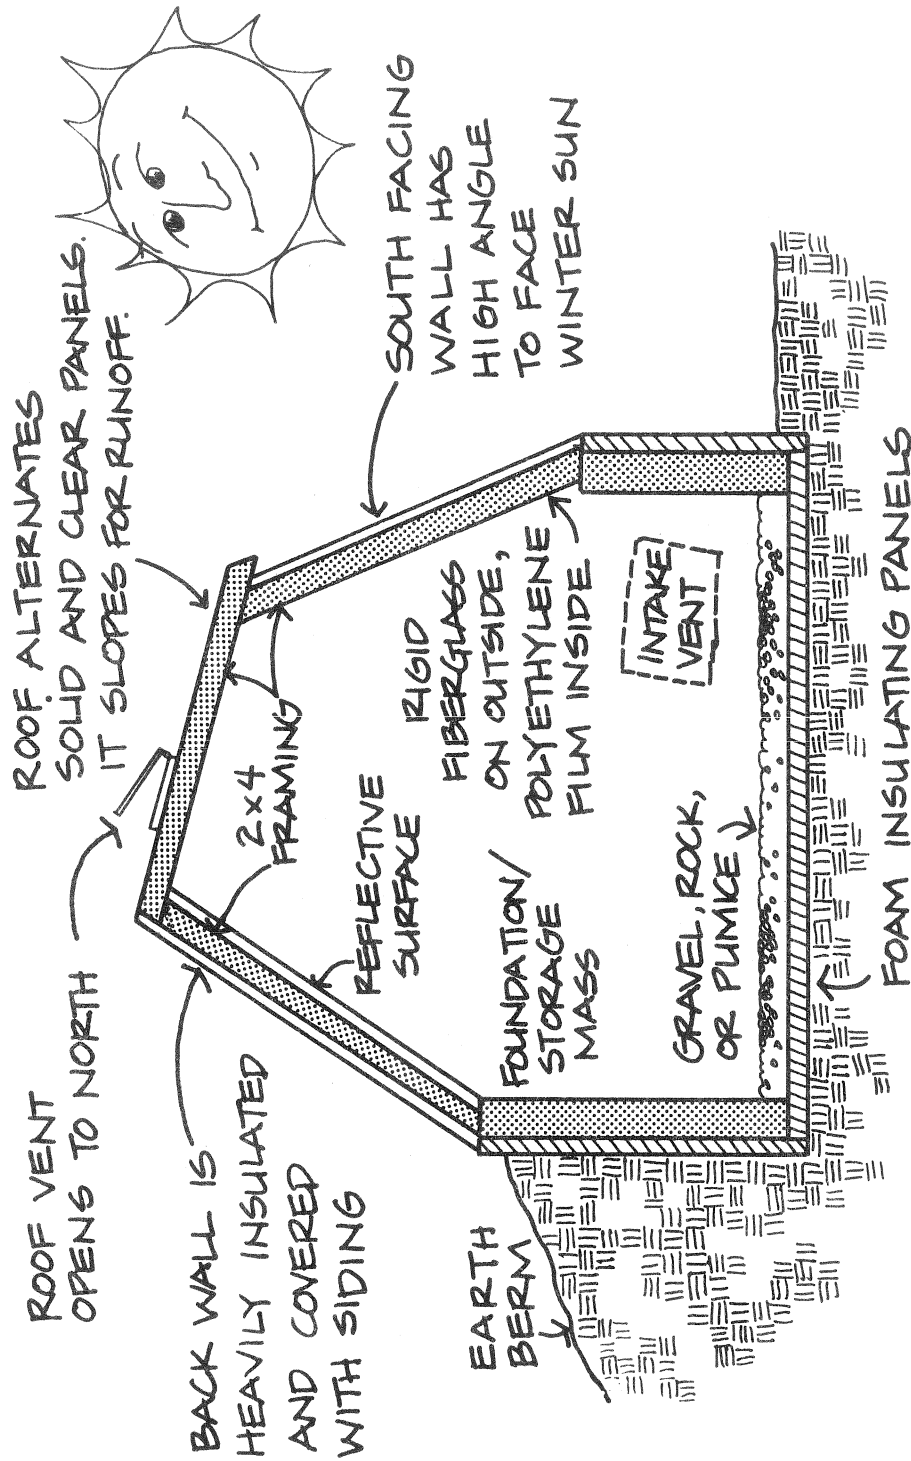 ROOF VENT
OPENS TO NORTH
ROOF ALTERNATES
SOLID AND CLEAR PANELS.
IT SLOPES FOR RUNOFF.
BACK WALL IS
HEAVILY INSULATED
AND COVERED
WITH SIDING
2x4
FRAMING
REFLECTIVE
SURFACE
SOUTH FACING
WALL HAS
HIGH ANGLE
TO FACE
WINTER SUN
RIGID
FIBERGLASS
ON OUTSIDE,
POLYETHYLENE
FILM INSIDE
EARTH
BERM
FOUNDATION/
STORAGE
MASS
INTAKE
VENT
GRAVEL, ROCK,
OR PUMICE
FOAM INSULATING PANELS